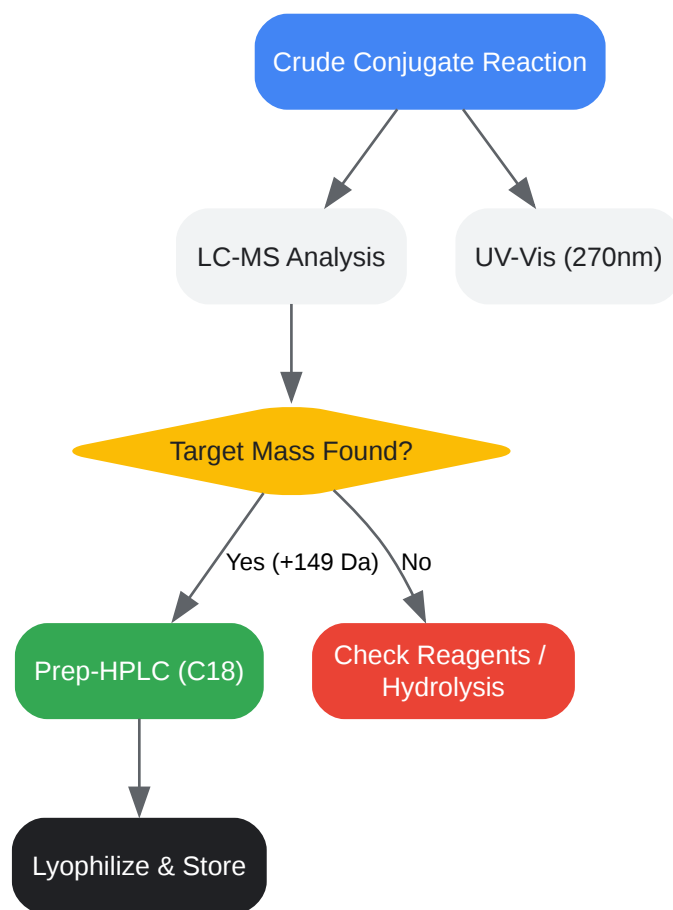 Crude Conjugate Reaction
LC-MS Analysis
UV-Vis (270nm)
Target Mass Found?
Yes (+149 Da)
No
Prep-HPLC (C18)
Check Reagents /
Hydrolysis
Lyophilize & Store